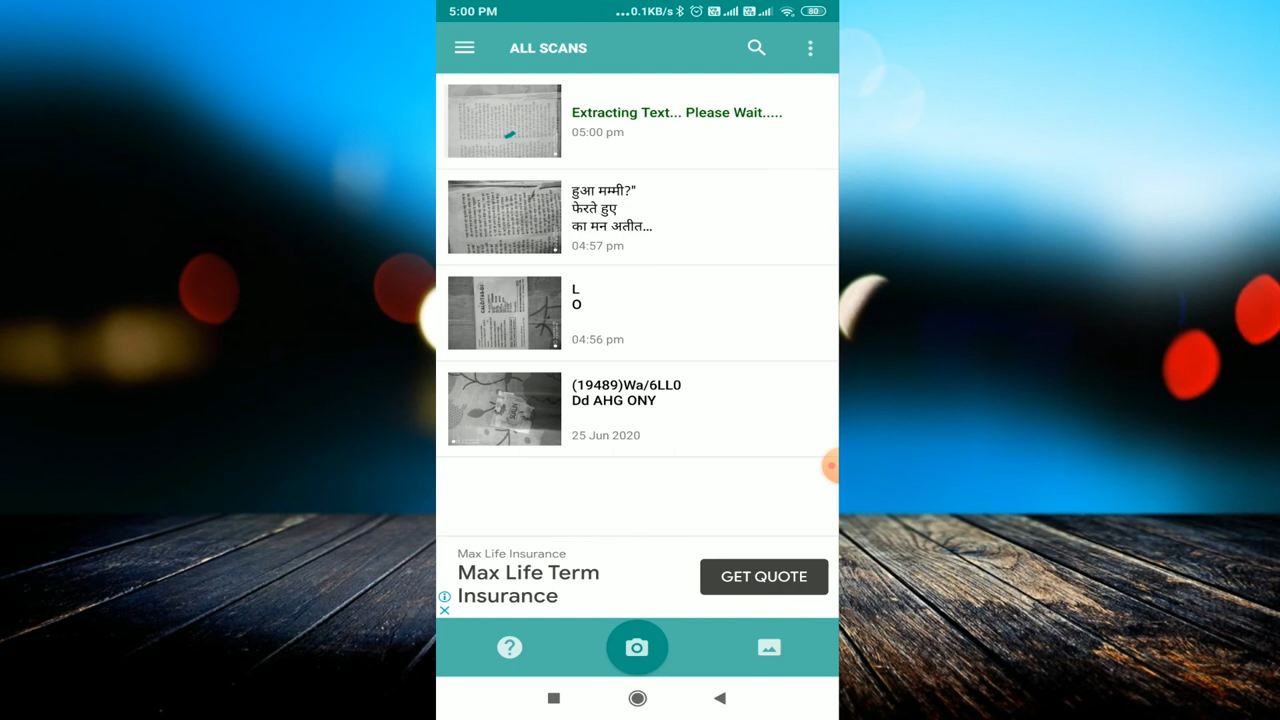 5:00 PM
...0.1KB/s
80
ALL SCANS
Extracting Text... Please Wait.....
05:00 pm
हुआ मम्मी?"
फेरते हुए
का मन अतीत...
04:57 pm
L
O
04:56 pm
(19489)Wa/6LL0
Dd AHG ONY
25 Jun 2020
Max Life Insurance
Max Life Term
Insurance
GET QUOTE